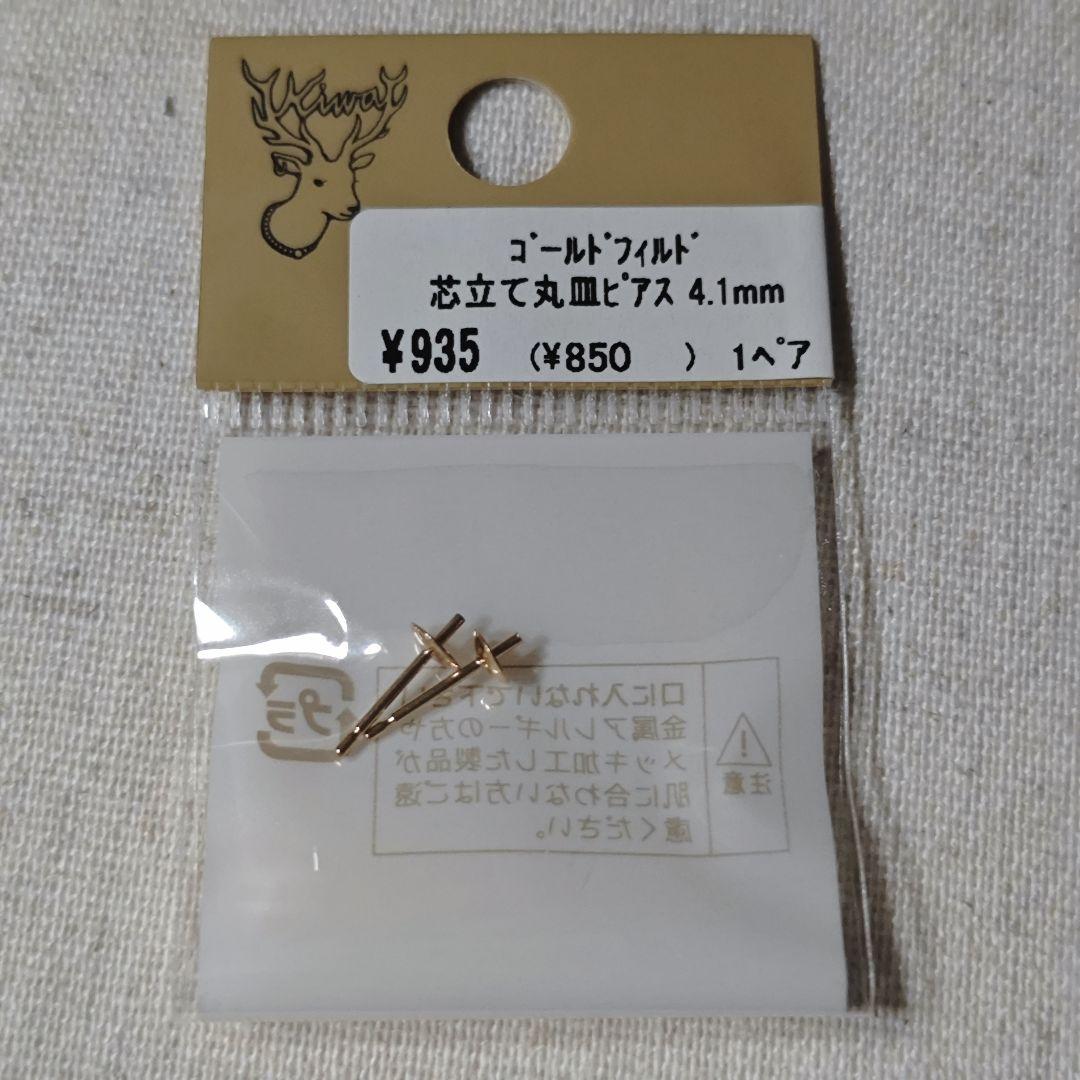 Kiwa
ｺﾞｰﾙﾄﾞﾌｨﾙﾄﾞ
芯立て丸皿ﾋﾟｱｽ 4.1mm
¥935 (¥850 ) 1ﾍﾟｱ
プラ
注意
口に入れないで下さい
金属アレルギーの方や
メッキ加工した製品が
肌に合わない方はご遠
慮ください。